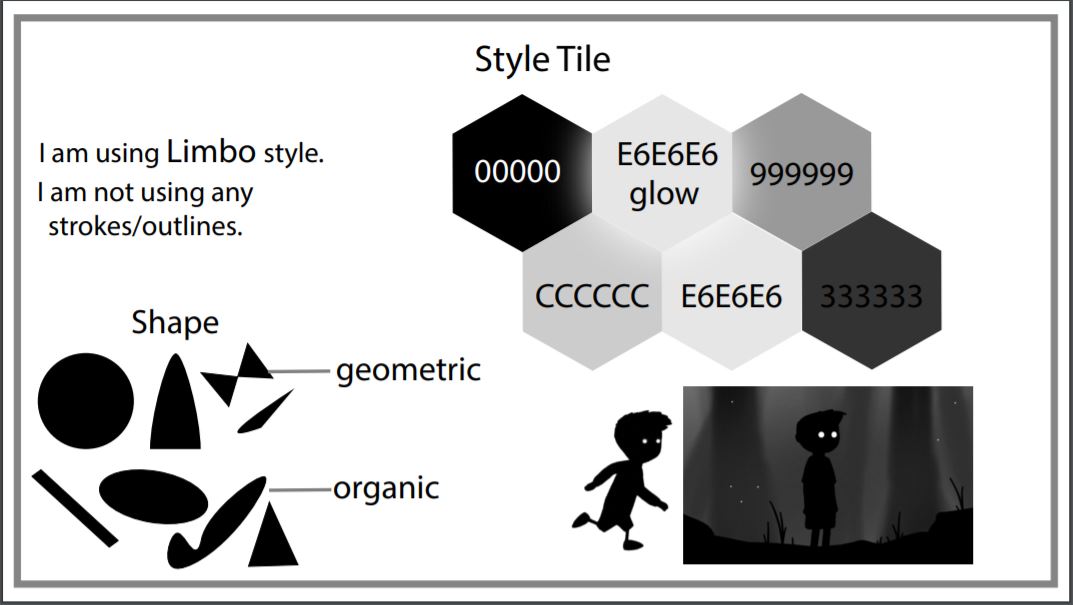 Style Tile
I am using Limbo style.
I am not using any
strokes/outlines.
00000
E6E6E6
glow
999999
CCCCCC
E6E6E6
333333
Shape
geometric
organic